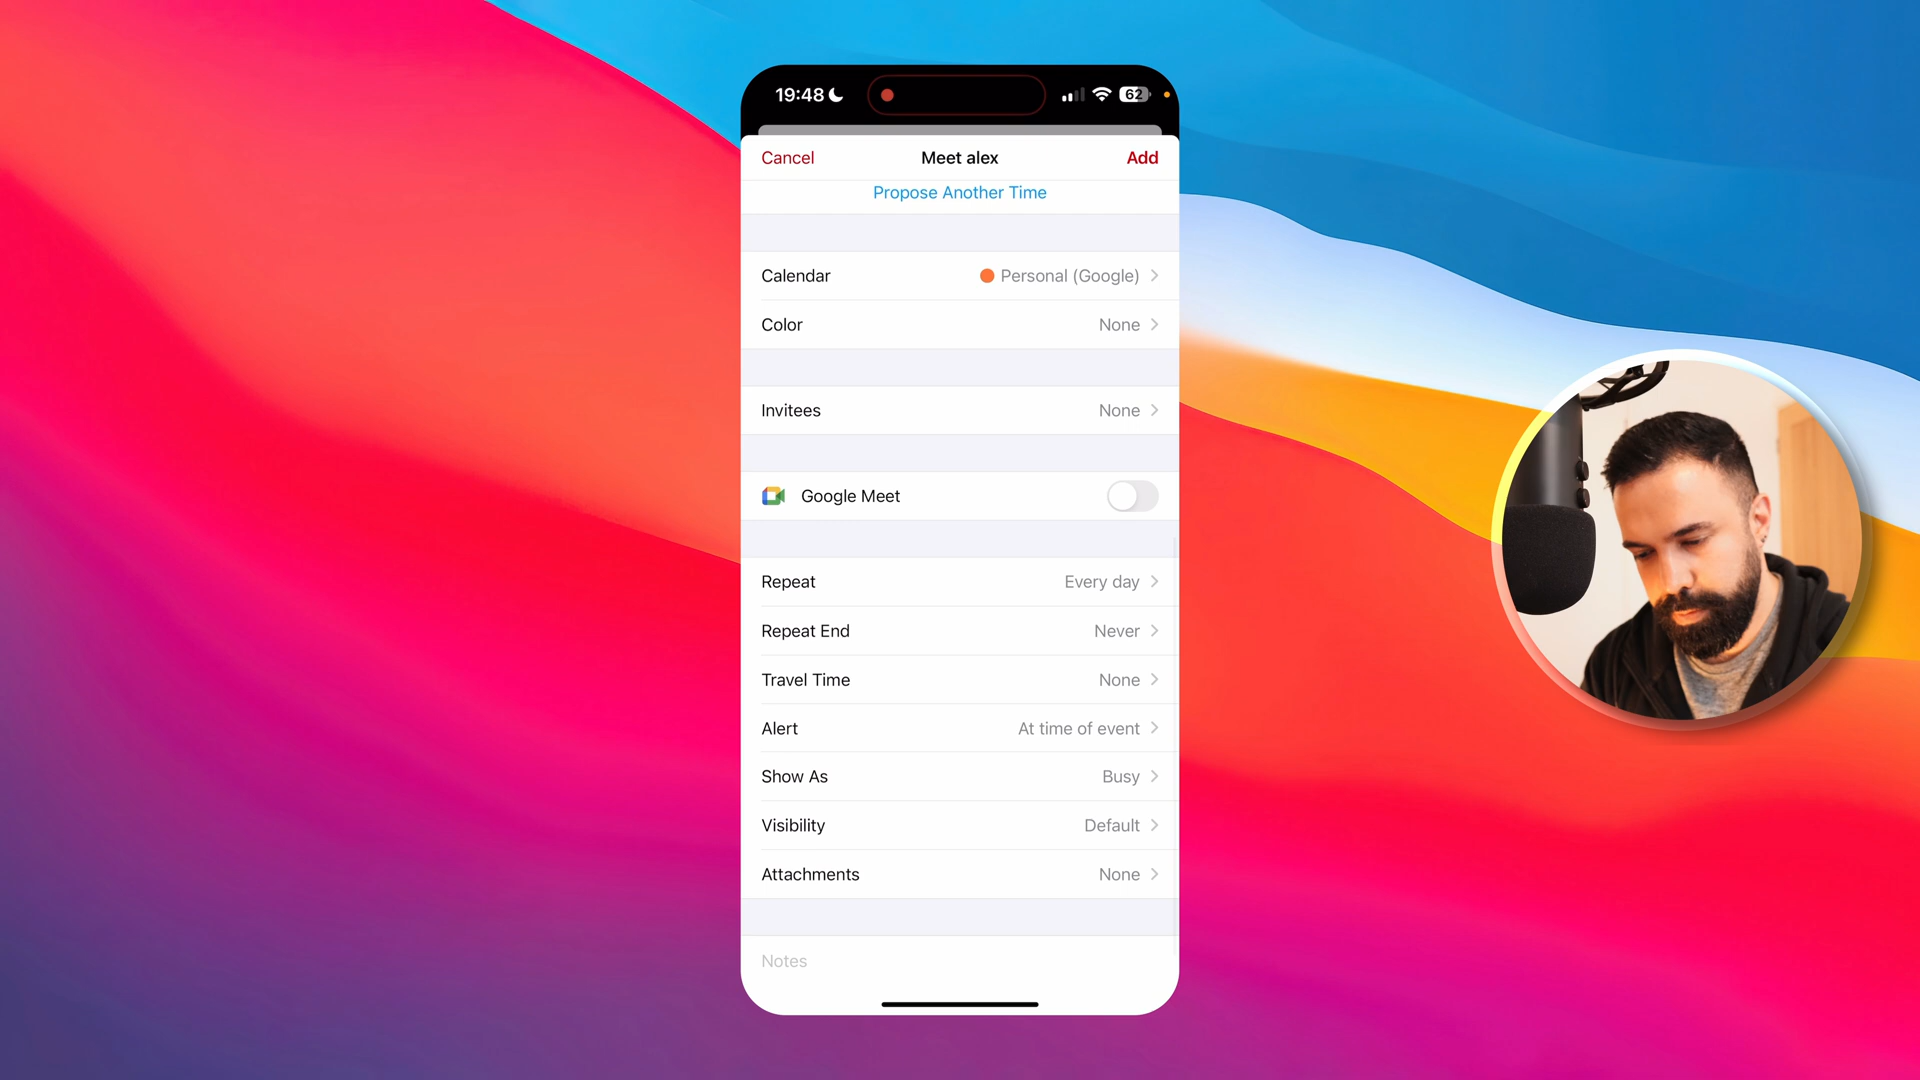 19:48 62
Cancel Meet alex Add
Propose Another Time
Calendar Personal (Google)
Color None
Invitees None
Google Meet
Repeat Every day
Repeat End Never
Travel Time None
Alert At time of event
Show As Busy
Visibility Default
Attachments None
Notes